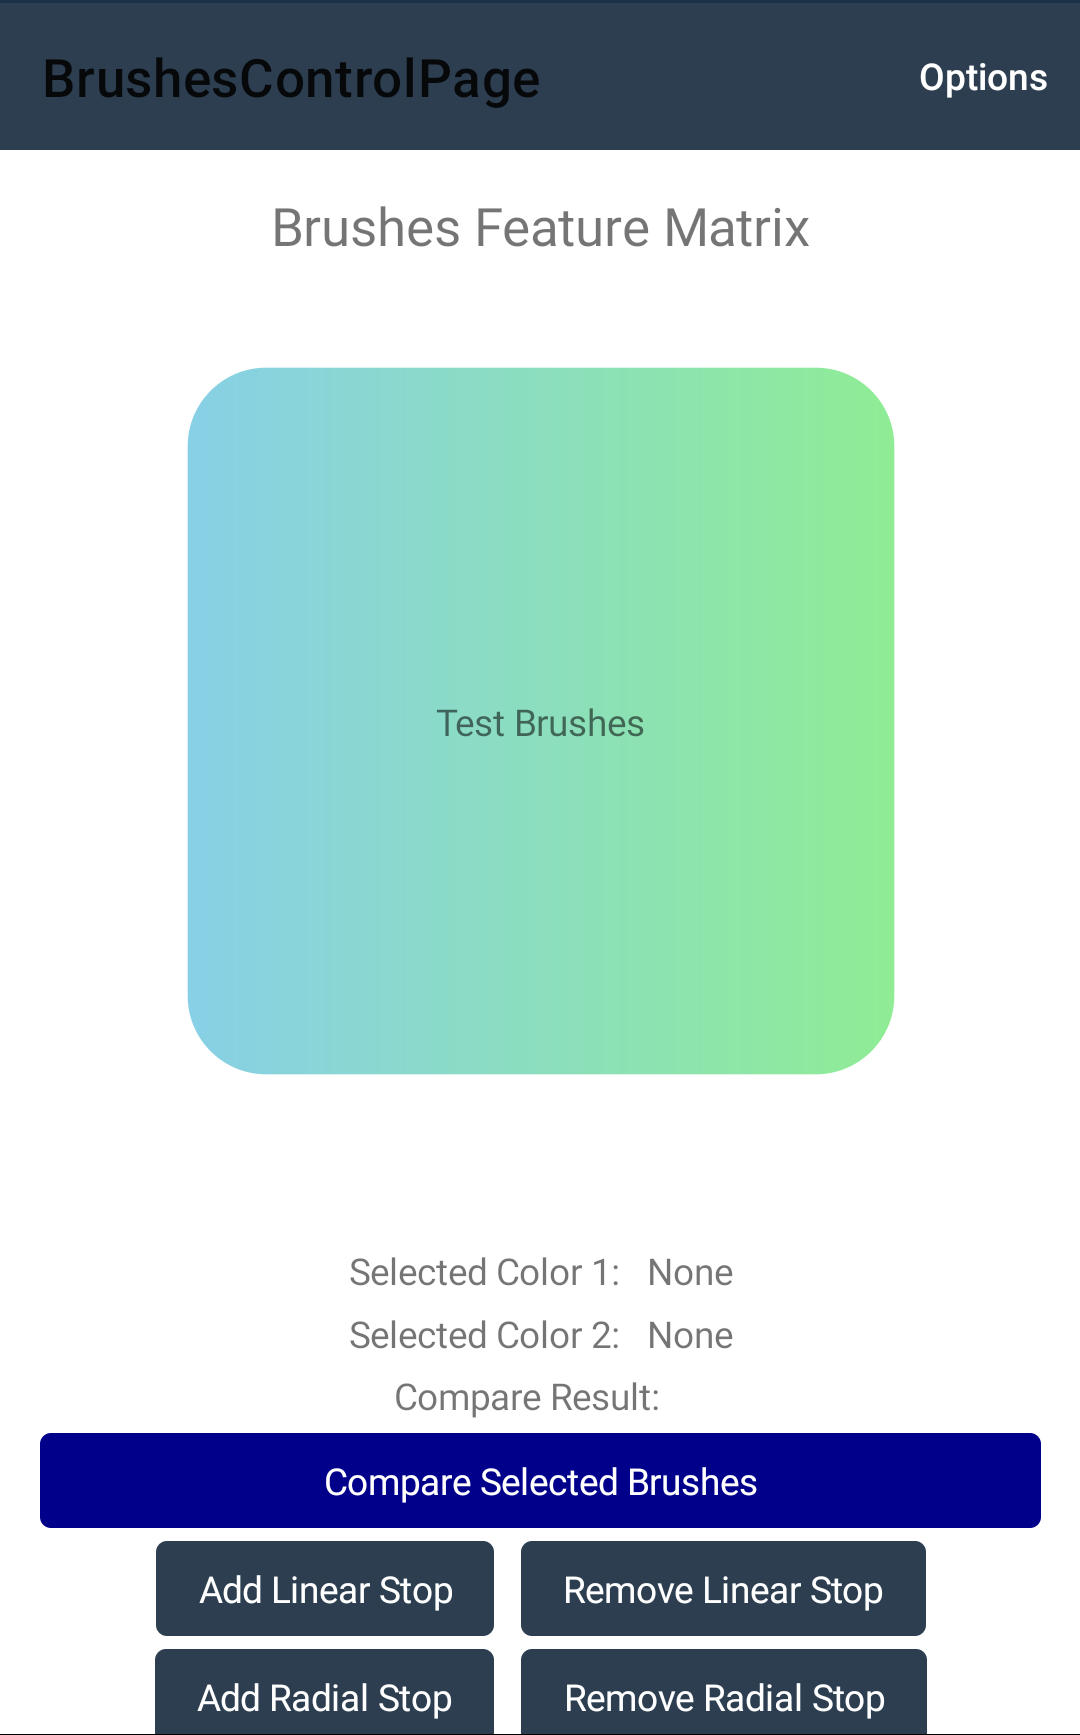 BrushesControlPage Options
Brushes Feature Matrix
Test Brushes
Selected Color 1: None
Selected Color 2: None
Compare Result:
Compare Selected Brushes
Add Linear Stop Remove Linear Stop
Add Radial Stop Remove Radial Stop